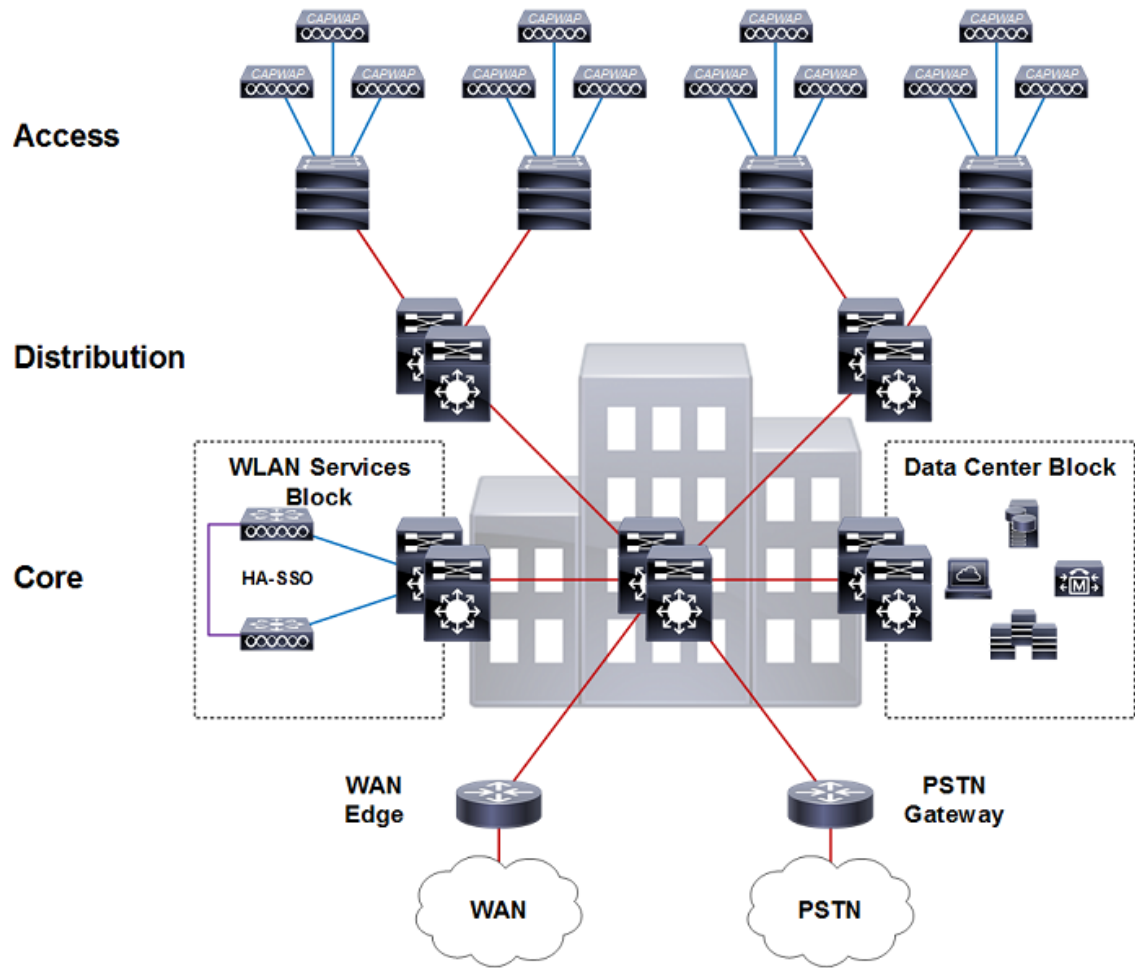 CAPWAP
CAPWAP
CAPWAP
CAPWAP
CAPWAP
CAPWAP
CAPWAP
CAPWAP
CAPWAP
CAPWAP
CAPWAP
CAPWAP
Access
Distribution
WLAN Services
Block
Data Center Block
Core
HA-SSO
M
WAN
Edge
PSTN
Gateway
WAN
PSTN